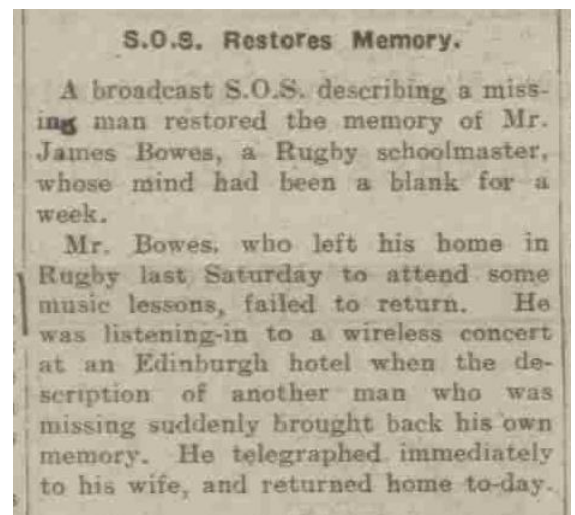 S.O.S. Restores Memory.
A broadcast S.O.S. describing a miss-
ing man restored the memory of Mr.
James Bowes, a Rugby schoolmaster,
whose mind had been a blank for a
week.
Mr. Bowes, who left his home in
Rugby last Saturday to attend some
music lessons, failed to return. He
was listening-in to a wireless concert
at an Edinburgh hotel when the de-
scription of another man who was
missing suddenly brought back his own
memory. He telegraphed immediately
to his wife, and returned home to-day.